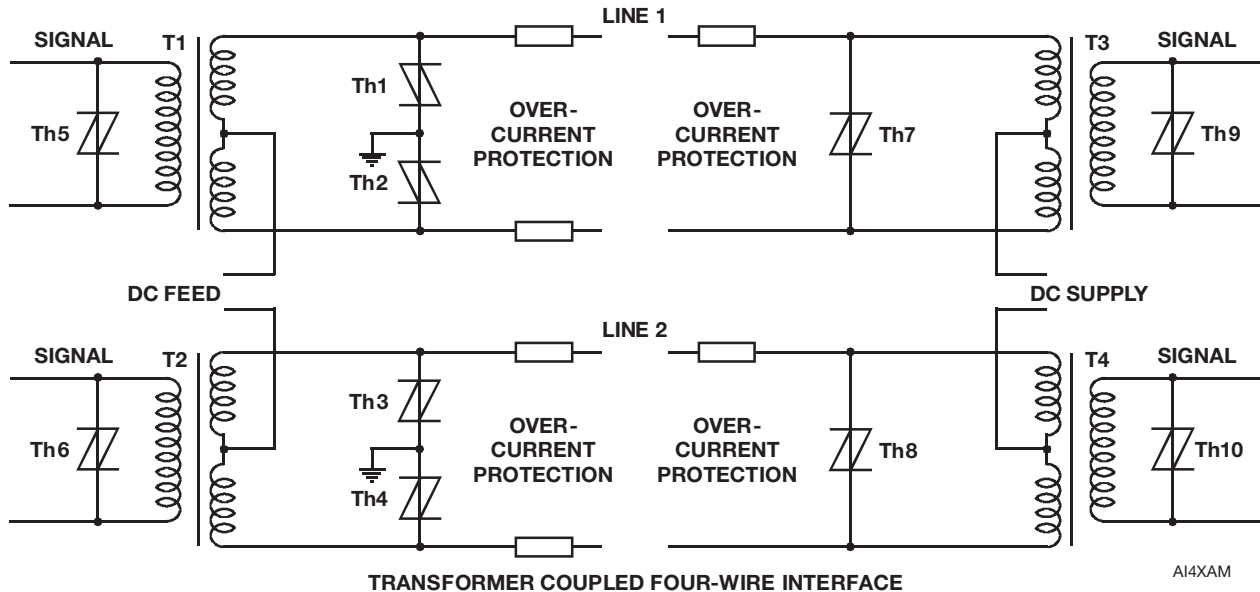 LINE 1
SIGNAL
T1
T3
SIGNAL
Th1
Th5
OVER-
CURRENT
PROTECTION
OVER-
CURRENT
PROTECTION
Th7
Th9
Th2
DC FEED
DC SUPPLY
LINE 2
SIGNAL
T2
T4
SIGNAL
Th3
Th6
OVER-
CURRENT
PROTECTION
OVER-
CURRENT
PROTECTION
Th8
Th10
Th4
TRANSFORMER COUPLED FOUR-WIRE INTERFACE
AI4XAM